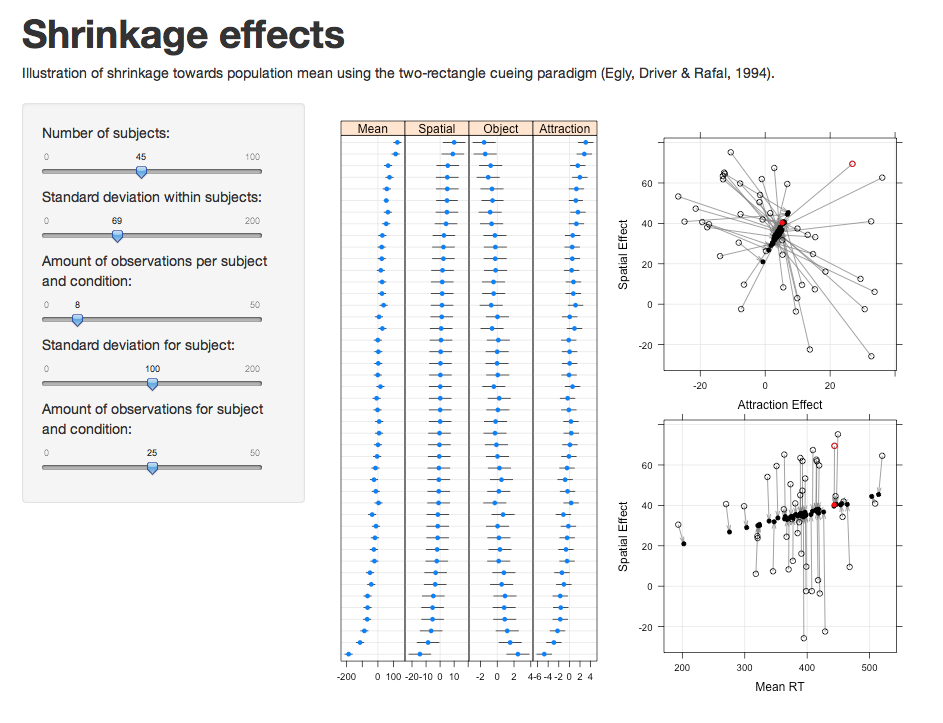 Shrinkage effects
Illustration of shrinkage towards population mean using the two-rectangle cueing paradigm (Egly, Driver & Rafal, 1994).
Number of subjects:
0 45 100
Standard deviation within subjects:
0 69 200
Amount of observations per subject
and condition:
0 8 50
Standard deviation for subject:
0 100 200
Amount of observations for subject
and condition:
0 25 50
Mean Spatial Object Attraction
-200 0 100 -20 -10 0 10 -2 0 2 4 -6 -4 -2 0 2 4
Spatial Effect
60
40
20
0
-20
-20 0 20
Attraction Effect
Spatial Effect
60
40
20
0
-20
200 300 400 500
Mean RT